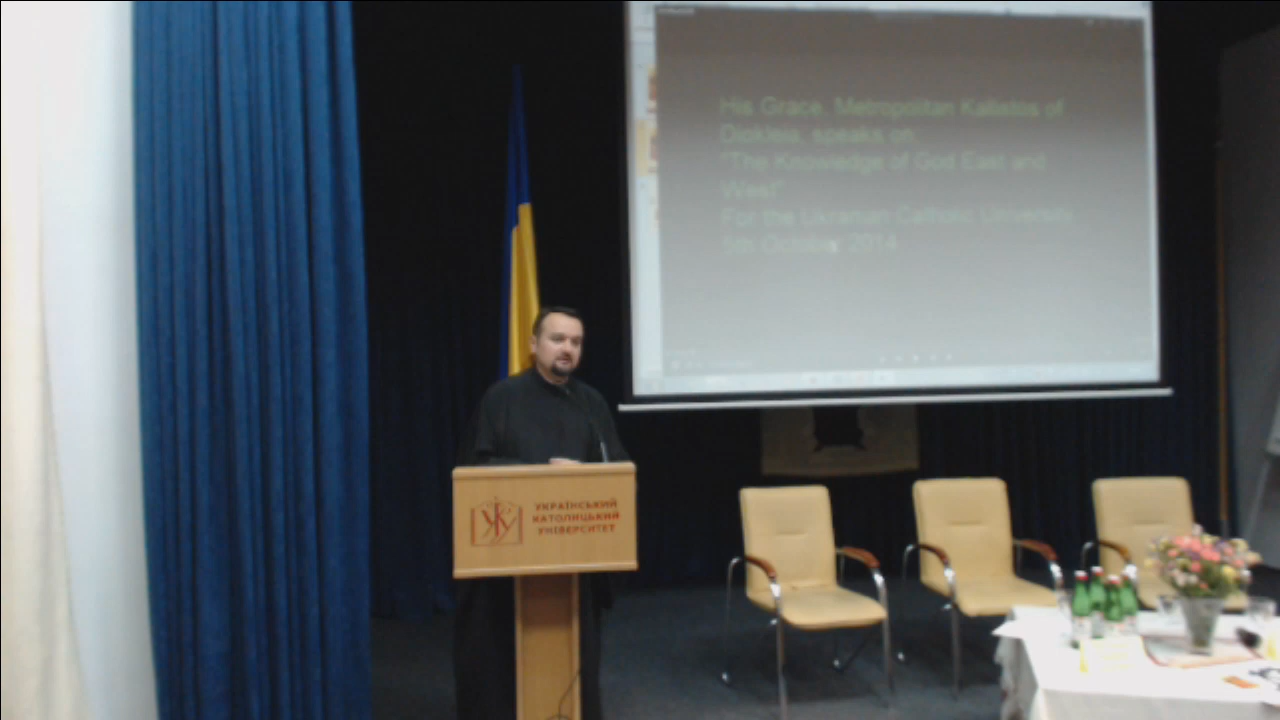 His Grace, Metropolitan Kallistos of
Diokleia, speaks on
"The Knowledge of God East and
West"
For the Ukrainian Catholic University
5th October 2014
УКРАЇНСЬКИЙ
КАТОЛИЦЬКИЙ
УНІВЕРСИТЕТ